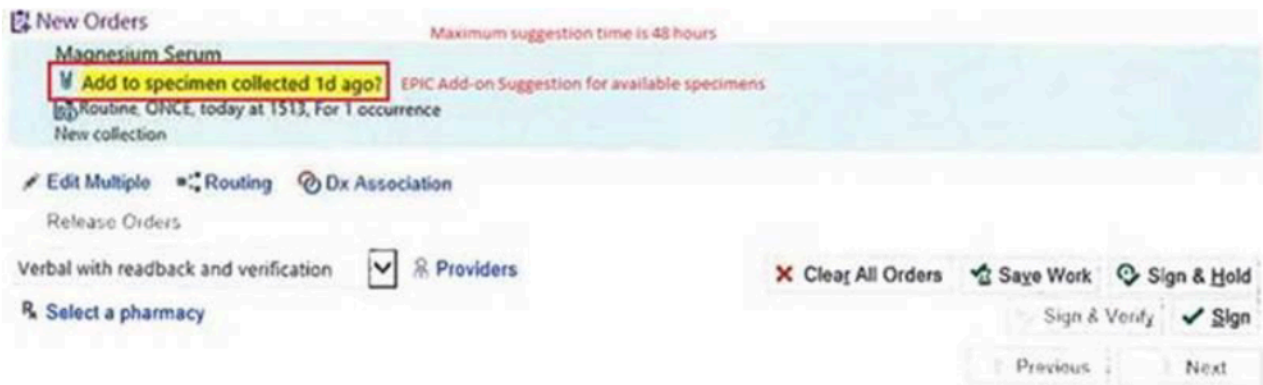 New Orders
Maximum suggestion time is 48 hours
Magnesium Serum
Add to specimen collected 1d ago? EPIC Add-on Suggestion for available specimens
Routine, ONCE, today at 1513, For 1 occurrence
New collection
Edit Multiple Routing Dx Association
Release Orders
Verbal with readback and verification Providers
Clear All Orders Save Work Sign & Hold
Select a pharmacy
Sign & Verify Sign
Previous Next